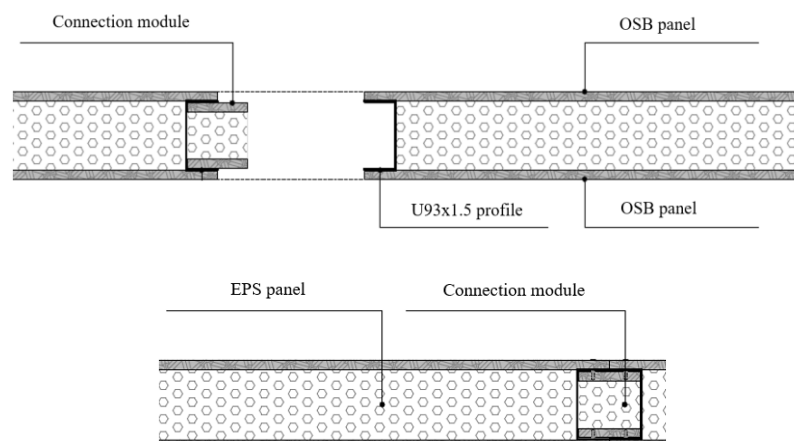 Connection module
OSB panel
U93x1.5 profile
OSB panel
EPS panel
Connection module